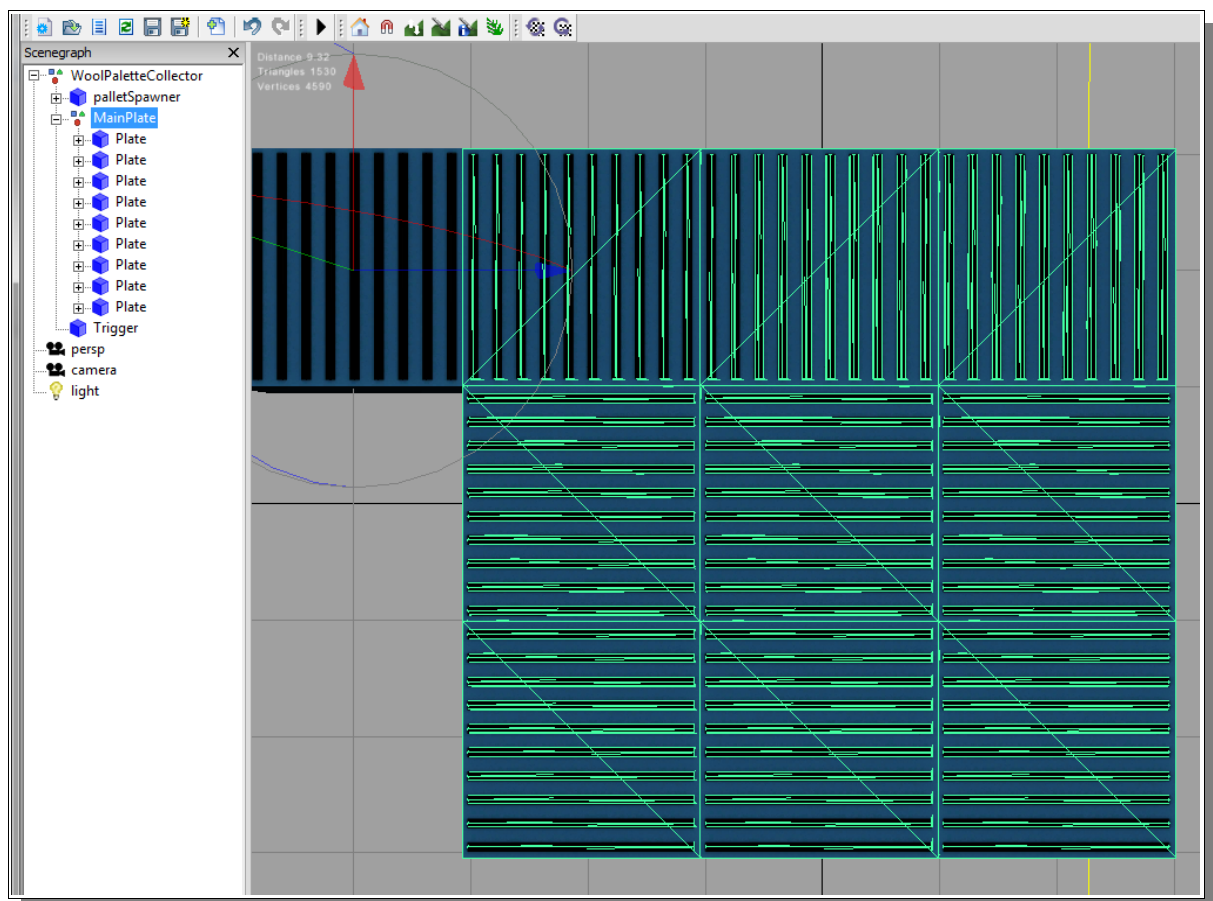 Scenegraph
WoolPaletteCollector
palletSpawner
MainPlate
Plate
Plate
Plate
Plate
Plate
Plate
Plate
Plate
Plate
Trigger
persp
camera
light
Distance 9.32
Triangles 1530
Vertices 4590